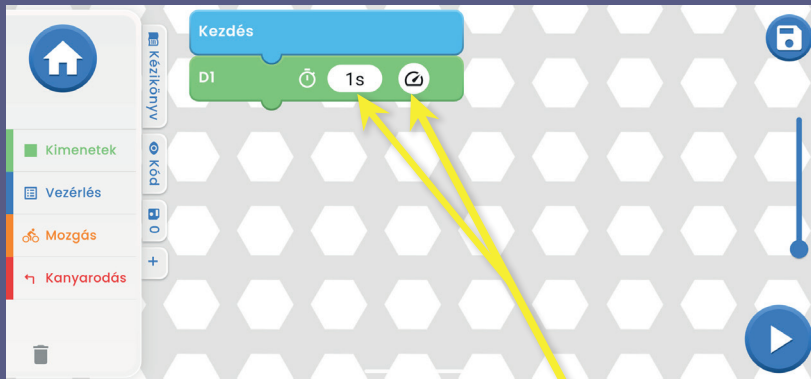 Kezdés
D1
1s
Kézikönyv
Kód
0
+
Kimenetek
Vezérlés
Mozgás
Kanyarodás